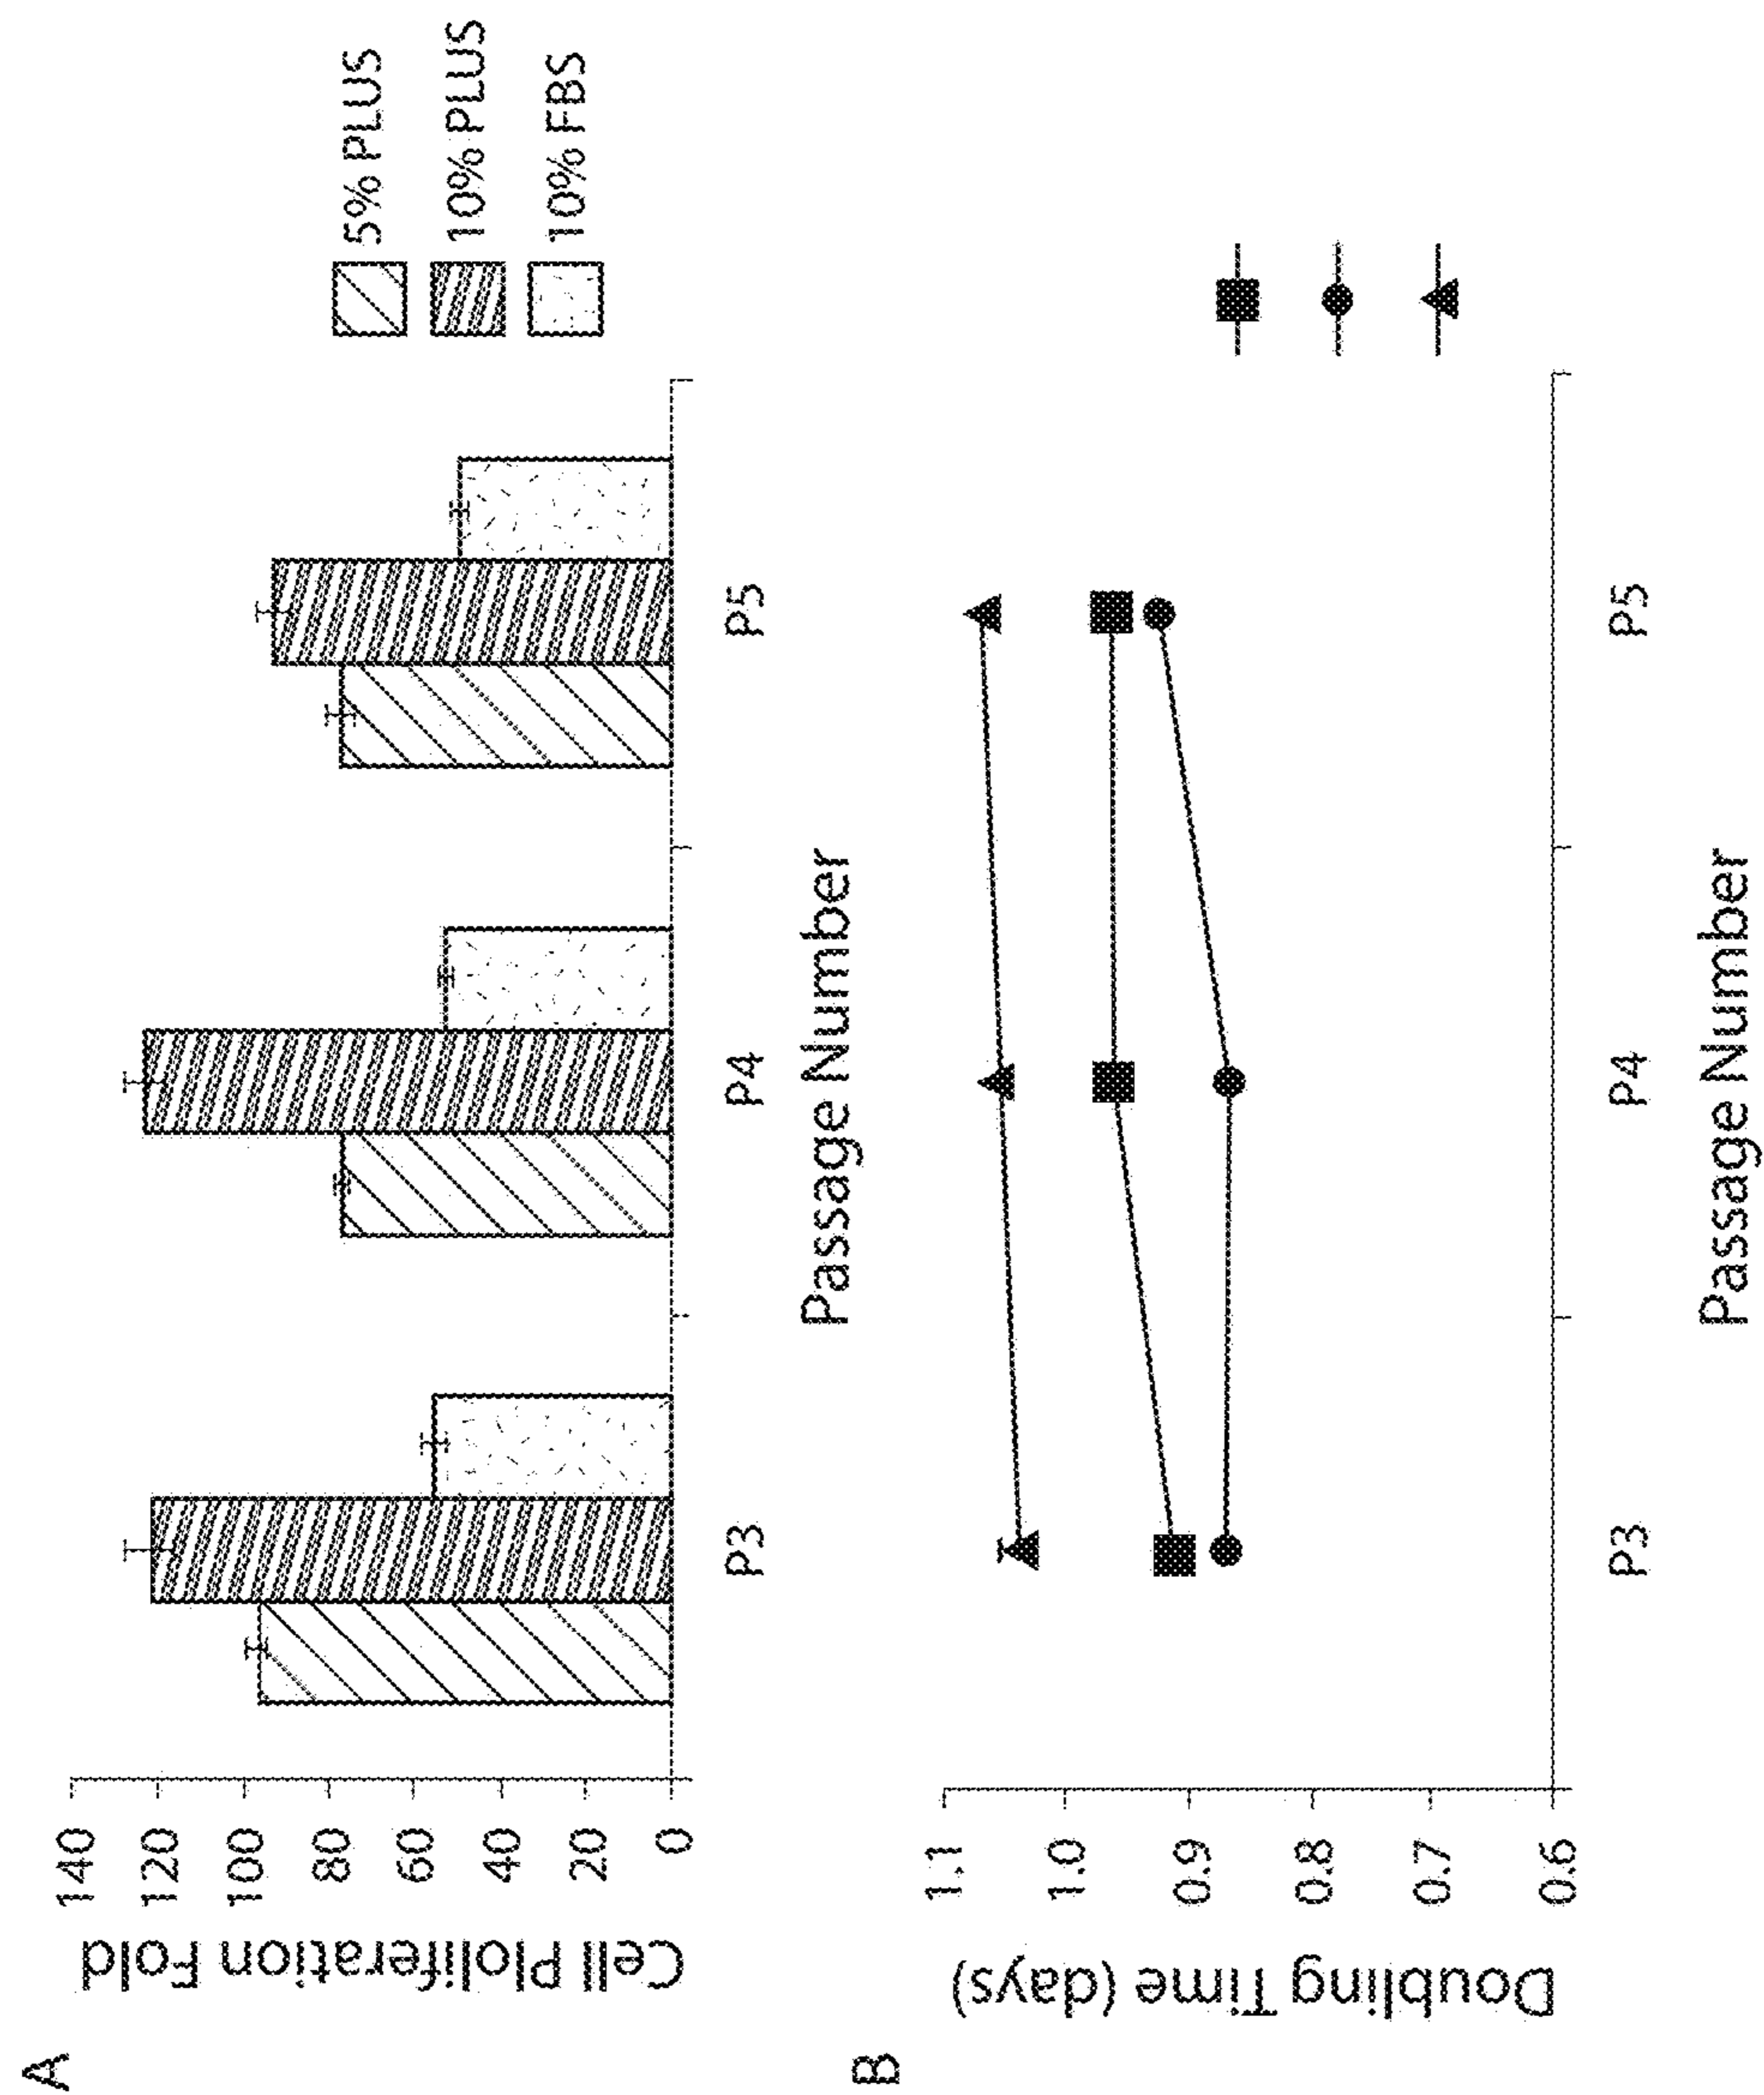 A
Cell Ploliferation Fold
140
120
100
80
60
40
20
0
P3
P4
P5
Passage Number
5% PLUS
10% PLUS
10% FBS
B
Doubling Time (days)
1.1
1.0
0.9
0.8
0.7
0.6
P3
P4
P5
Passage Number